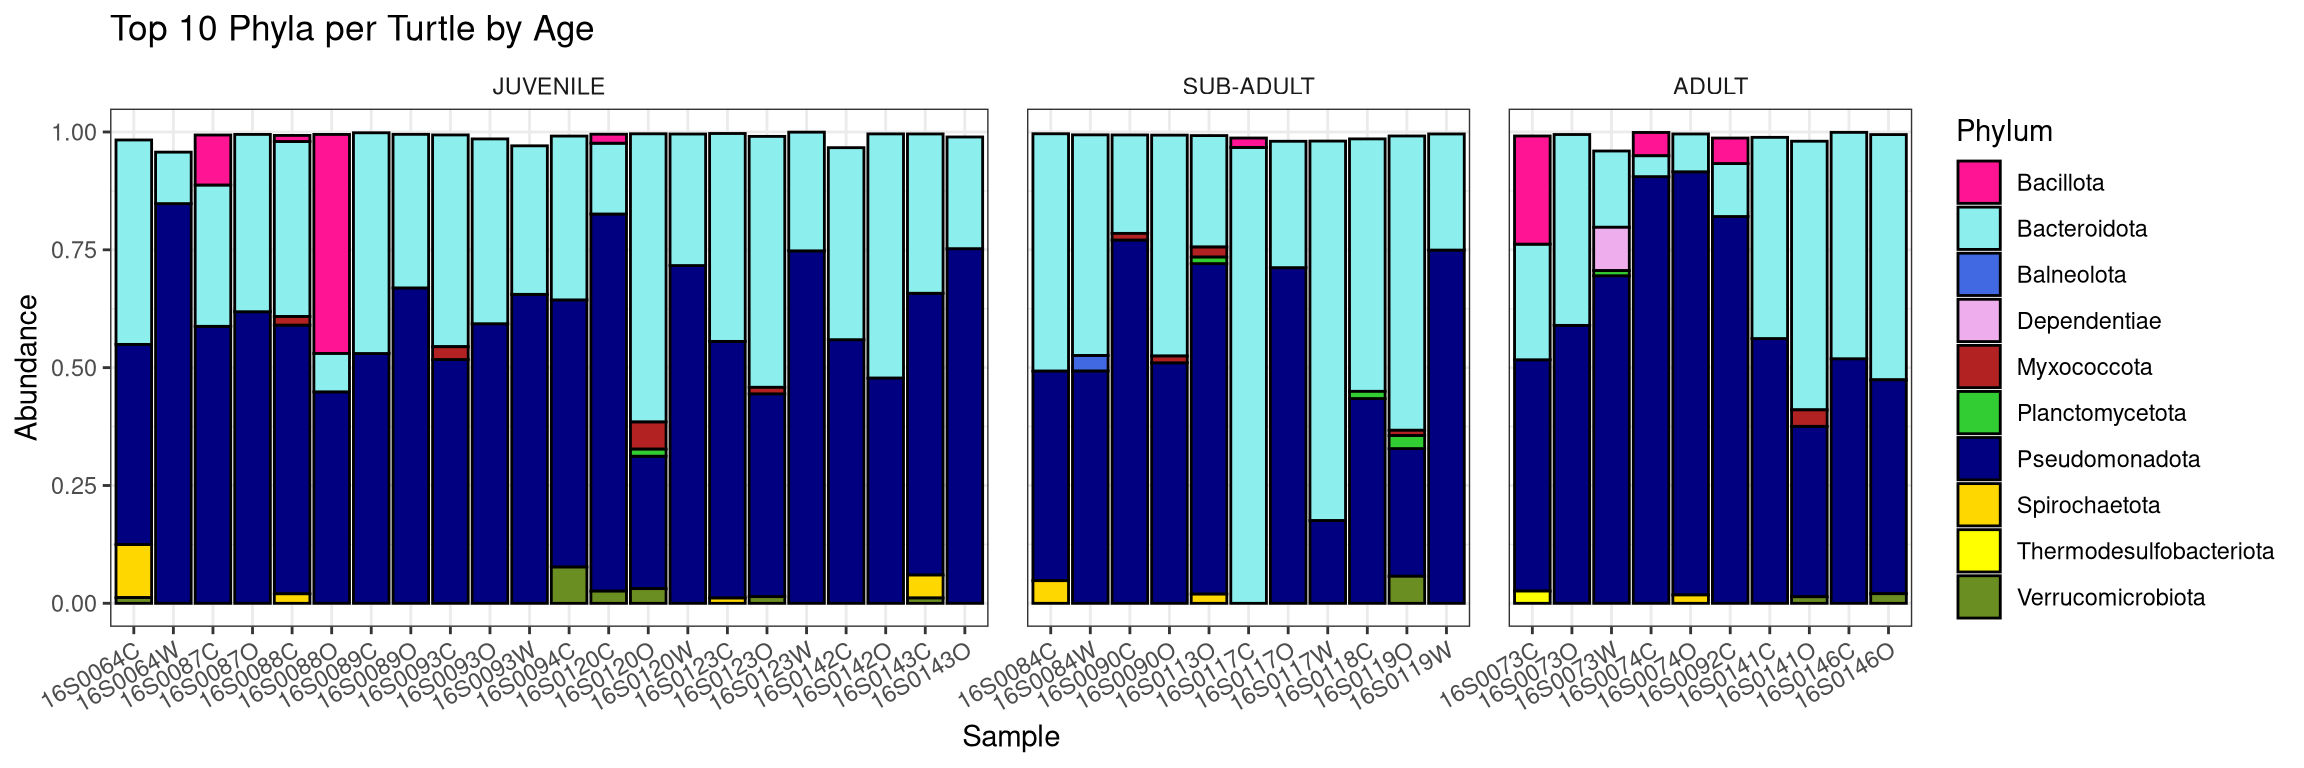 Top 10 Phyla per Turtle by Age
JUVENILE
SUB-ADULT
ADULT
Abundance
1.00
0.75
0.50
0.25
0.00
16S0064C
16S0064W
16S0087C
16S0087O
16S0088C
16S0088O
16S0089C
16S0089O
16S0093C
16S0093O
16S0093W
16S0094C
16S0120C
16S0120O
16S0120W
16S0123C
16S0123O
16S0123W
16S0142C
16S0142O
16S0143C
16S0143O
16S0084C
16S0084W
16S0090C
16S0090O
16S0113O
16S0117C
16S0117O
16S0117W
16S0118C
16S0119O
16S0119W
16S0073C
16S0073O
16S0073W
16S0074C
16S0074O
16S0092C
16S0141C
16S0141O
16S0146C
16S0146O
Sample
Phylum
Bacillota
Bacteroidota
Balneolota
Dependentiae
Myxococcota
Planctomycetota
Pseudomonadota
Spirochaetota
Thermodesulfobacteriota
Verrucomicrobiota